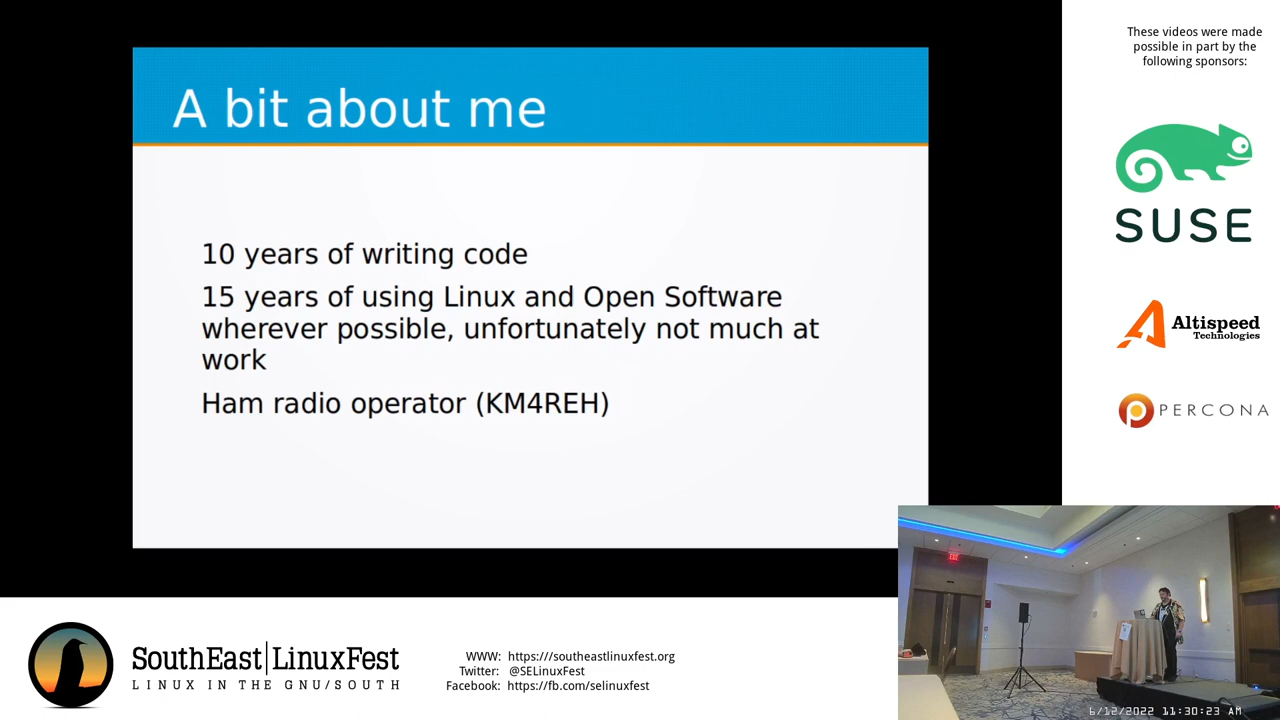 A bit about me
10 years of writing code
15 years of using Linux and Open Software
wherever possible, unfortunately not much at
work
Ham radio operator (KM4REH)
These videos were made
possible in part by the
following sponsors:
SUSE
Altispeed
Technologies
PERCONA
SouthEast|LinuxFest
LINUX IN THE GNU/SOUTH
WWW: https://southeastlinuxfest.org
Twitter: @SELinuxFest
Facebook: https://fb.com/selinuxfest
EXIT
6/12/2022 11:30:23 AM